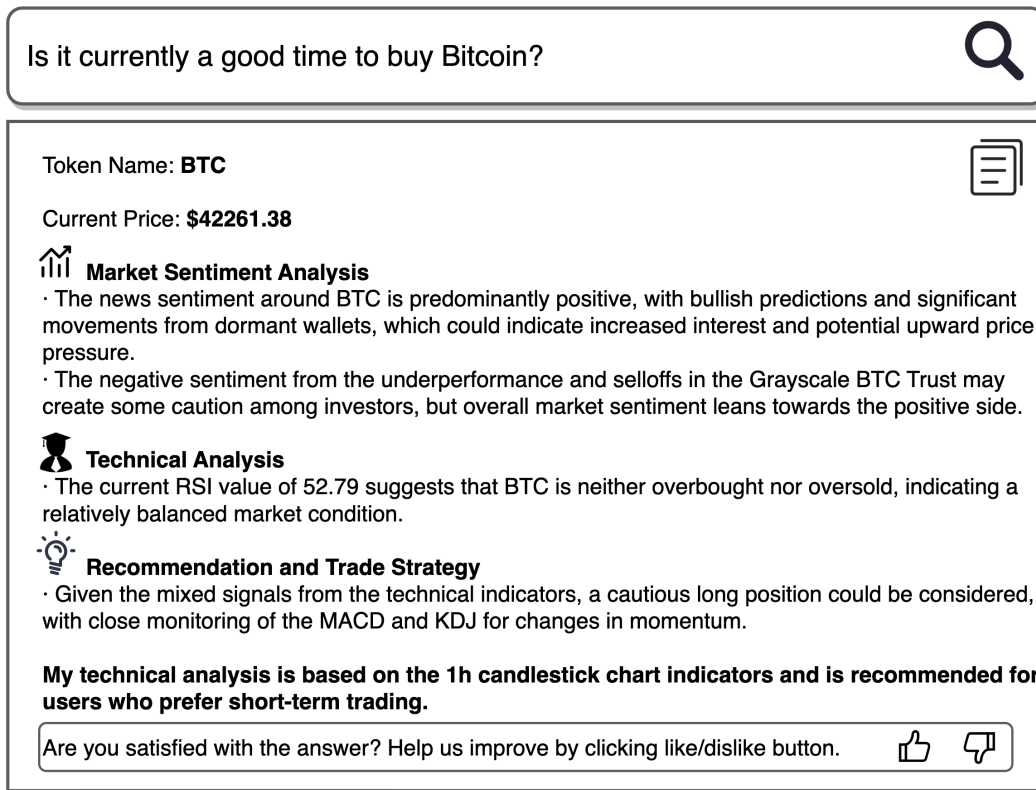 Is it currently a good time to buy Bitcoin?
Token Name: BTC
Current Price: $42261.38
Market Sentiment Analysis
· The news sentiment around BTC is predominantly positive, with bullish predictions and significant
movements from dormant wallets, which could indicate increased interest and potential upward price
pressure.
· The negative sentiment from the underperformance and selloffs in the Grayscale BTC Trust may
create some caution among investors, but overall market sentiment leans towards the positive side.
Technical Analysis
· The current RSI value of 52.79 suggests that BTC is neither overbought nor oversold, indicating a
relatively balanced market condition.
Recommendation and Trade Strategy
· Given the mixed signals from the technical indicators, a cautious long position could be considered,
with close monitoring of the MACD and KDJ for changes in momentum.
My technical analysis is based on the 1h candlestick chart indicators and is recommended for
users who prefer short-term trading.
Are you satisfied with the answer? Help us improve by clicking like/dislike button.